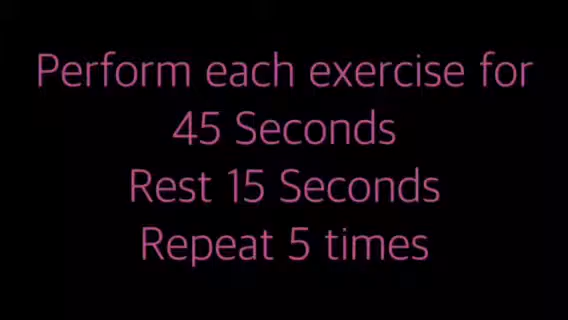 Perform each exercise for
45 Seconds
Rest 15 Seconds
Repeat 5 times